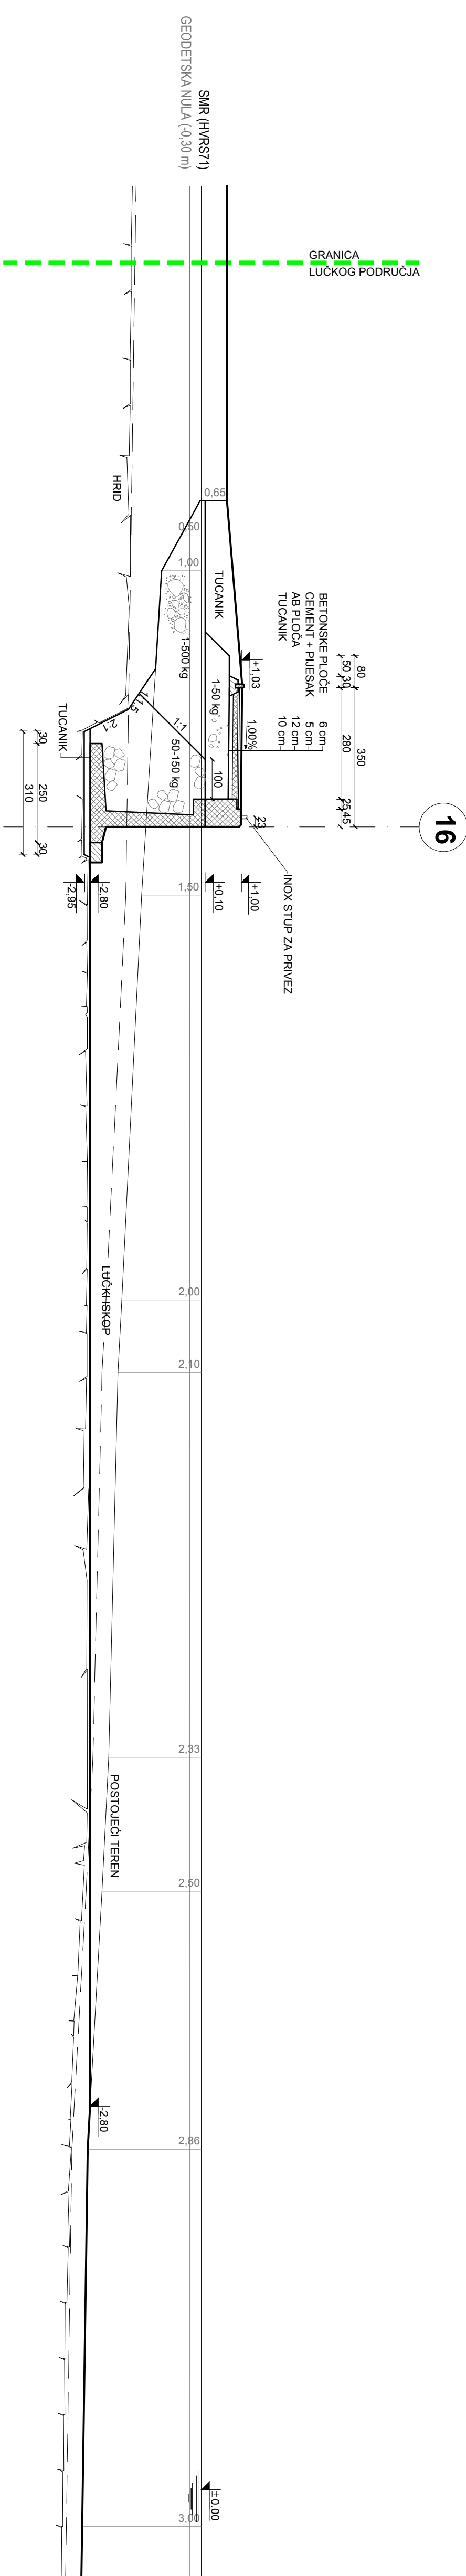 SMR (HVRS71)
GEODETSKA NULA (-0,30 m)
GRANICA
LUČKOG PODRUČJA
16
HRID
0,65
0,50
1,00
TUCANIK
1-500 kg
1-50 kg
50-150 kg
1:1,5
1:1
2:1
BETONSKE PLOČE 6 cm
CEMENT + PIJESAK 5 cm
AB PLOČA 12 cm
TUCANIK 10 cm
80
350
50
30
280
25
45
+1,03
1,00%
100
23
INOX STUP ZA PRIVEZ
+1,00
+0,10
TUCANIK
30
250
30
310
-2,80
-2,95
1,50
2,00
2,10
LUČKI ISKOP
2,33
POSTOJEĆI TEREN
2,50
-2,80
2,86
±0.00
3,00